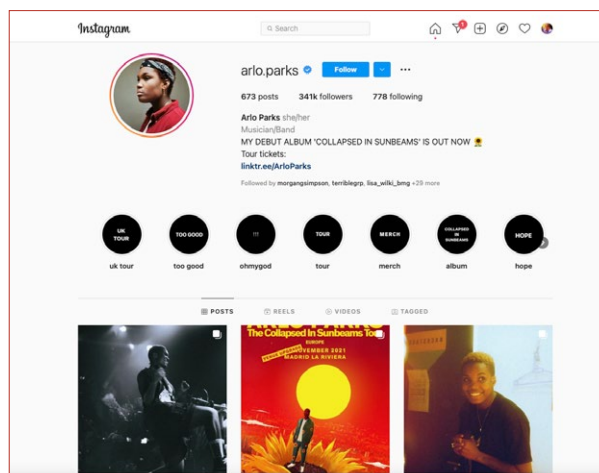 Instagram
Search
1
arlo.parks Follow
673 posts 341k followers 778 following
Arlo Parks she/her
Musician/Band
MY DEBUT ALBUM 'COLLAPSED IN SUNBEAMS' IS OUT NOW 🌻
Tour tickets:
linktr.ee/ArloParks
Followed by morgangsimpson, terriblegrp, lisa_wilki_bmg +29 more
UK
TOUR
TOO GOOD
!!!
TOUR
MERCH
COLLAPSED
IN
SUNBEAMS
HOPE
uk tour too good ohmygod tour merch album hope
POSTS REELS VIDEOS TAGGED
ARLO PARKS
The Collapsed In Sunbeams Tour
EUROPE
NOVEMBER 2021
MADRID LA RIVIERA